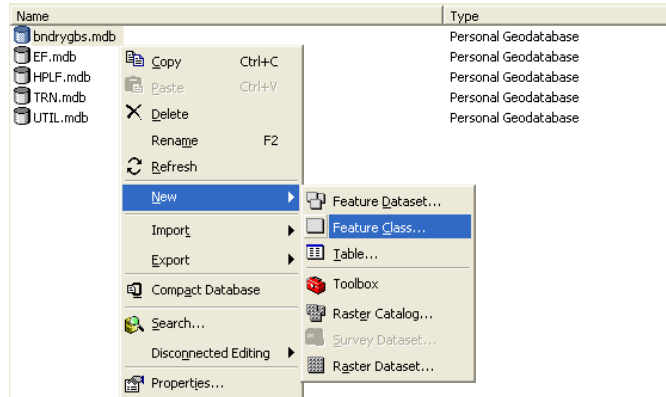 Name Type
bndrygbs.mdb Personal Geodatabase
EF.mdb Personal Geodatabase
HPLF.mdb Personal Geodatabase
TRN.mdb Personal Geodatabase
UTIL.mdb Personal Geodatabase
Copy Ctrl+C
Paste Ctrl+V
Delete
Rename F2
Refresh
New
Import
Export
Compact Database
Search...
Disconnected Editing
Properties...
Feature Dataset...
Feature Class...
Table...
Toolbox
Raster Catalog...
Survey Dataset...
Raster Dataset...